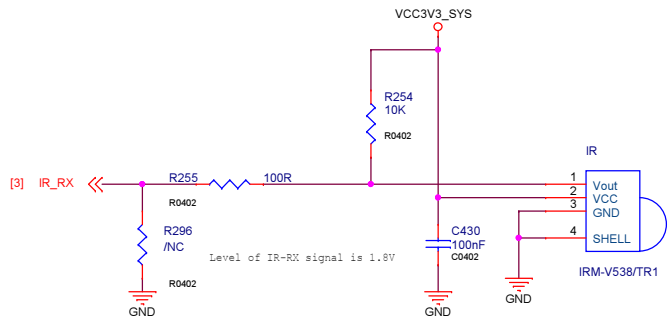 VCC3V3_SYS
R254
10K
R0402
IR
[3] IR_RX
R255
100R
R0402
1 Vout
2 VCC
3 GND
4 SHELL
R296
/NC
R0402
C430
100nF
C0402
Level of IR-RX signal is 1.8V
IRM-V538/TR1
GND
GND
GND